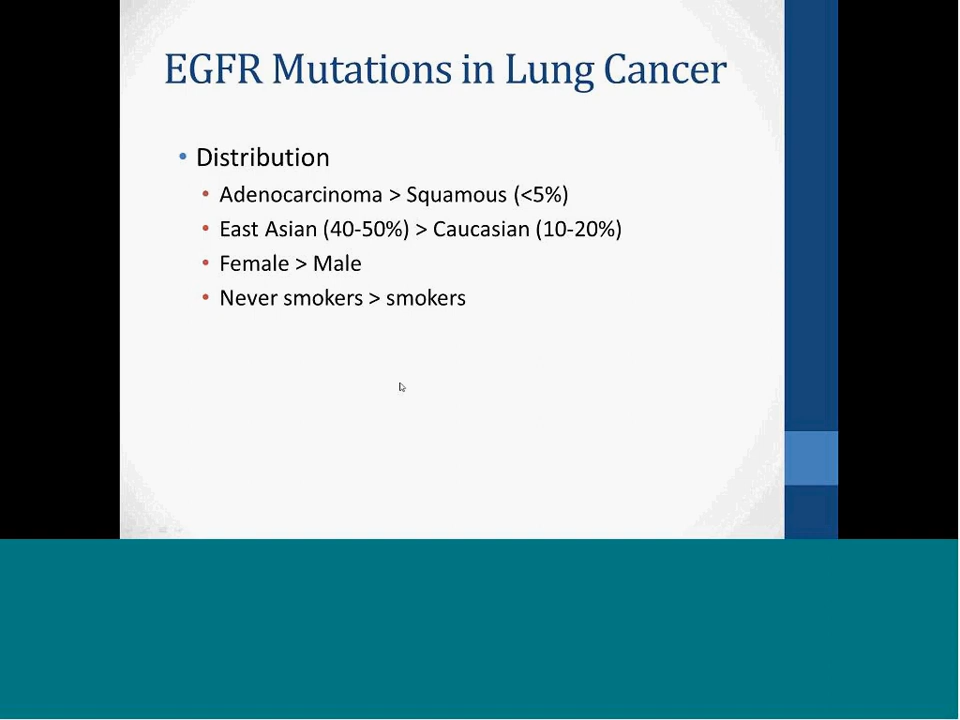 EGFR Mutations in Lung Cancer
• Distribution
• Adenocarcinoma > Squamous (<5%)
• East Asian (40-50%) > Caucasian (10-20%)
• Female > Male
• Never smokers > smokers